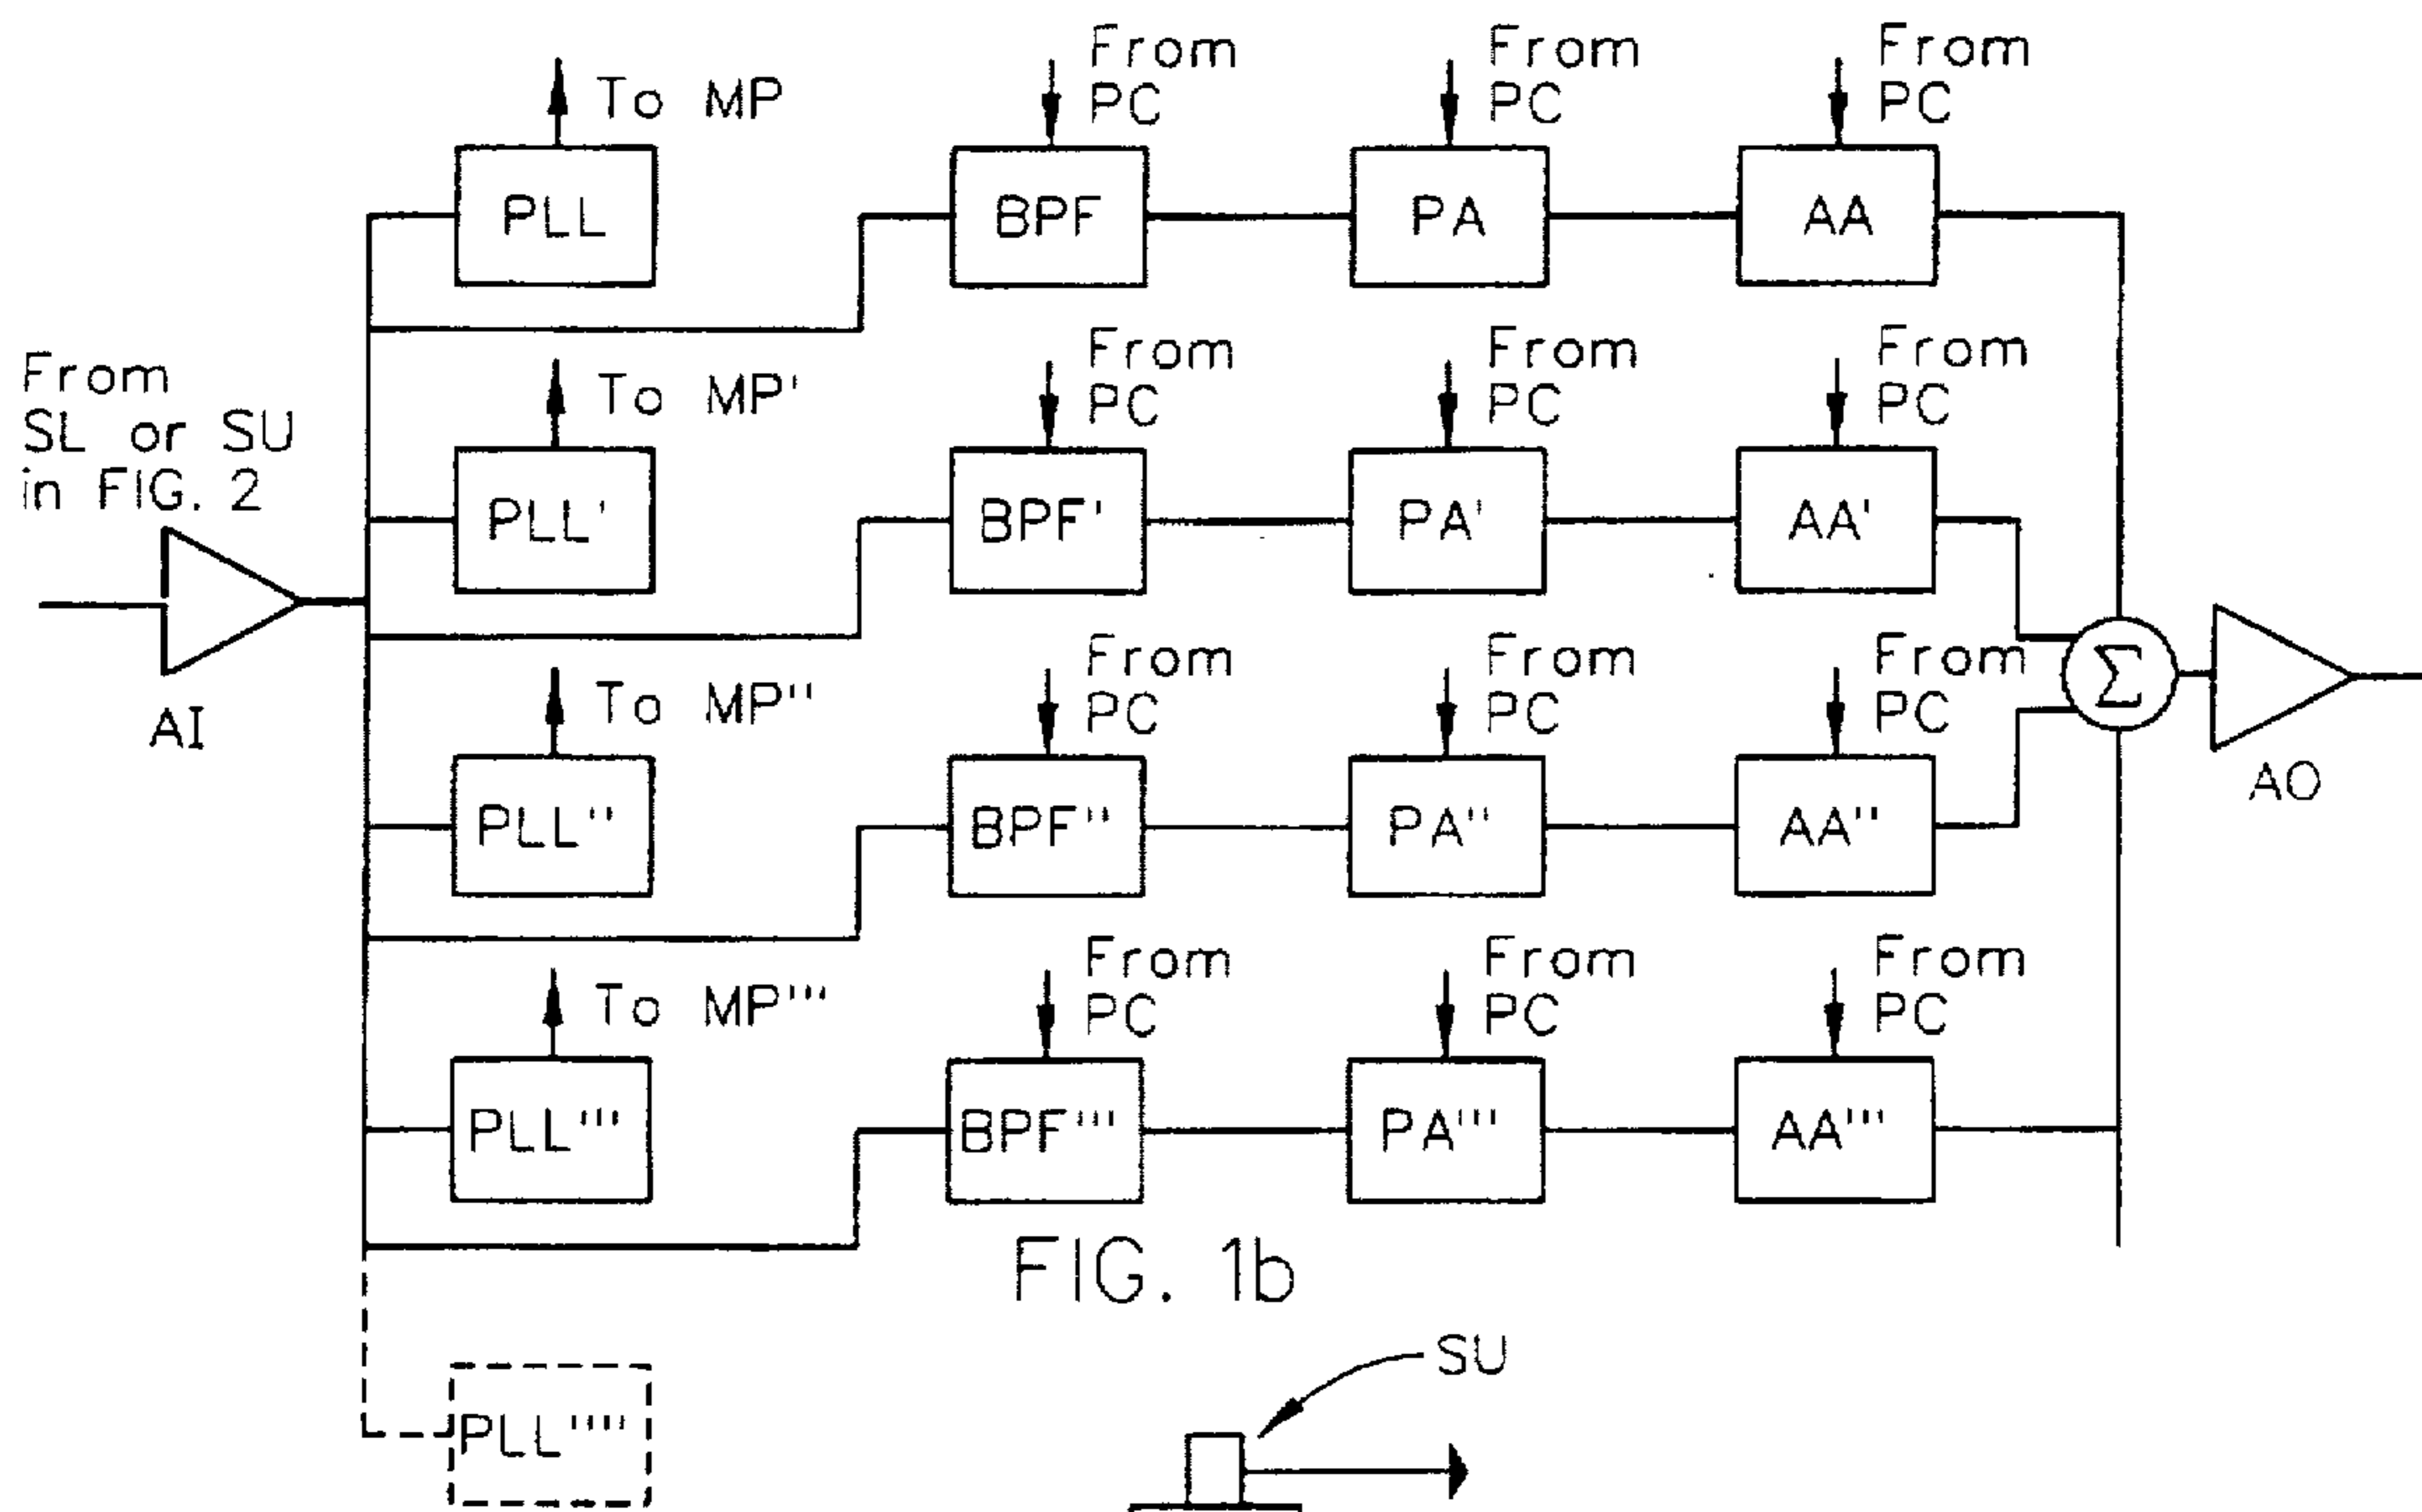 From
PC
From
PC
From
PC
To MP
PLL
BPF
PA
AA
From
SL or SU
in FIG. 2
AI
From
PC
From
PC
From
PC
To MP'
PLL'
BPF'
PA'
AA'
From
PC
From
PC
From
PC
To MP"
Σ
AO
PLL"
BPF"
PA"
AA"
From
PC
From
PC
From
PC
To MP"'
PLL"'
BPF"'
PA"'
AA"'
FIG. 1b
SU
PLL""